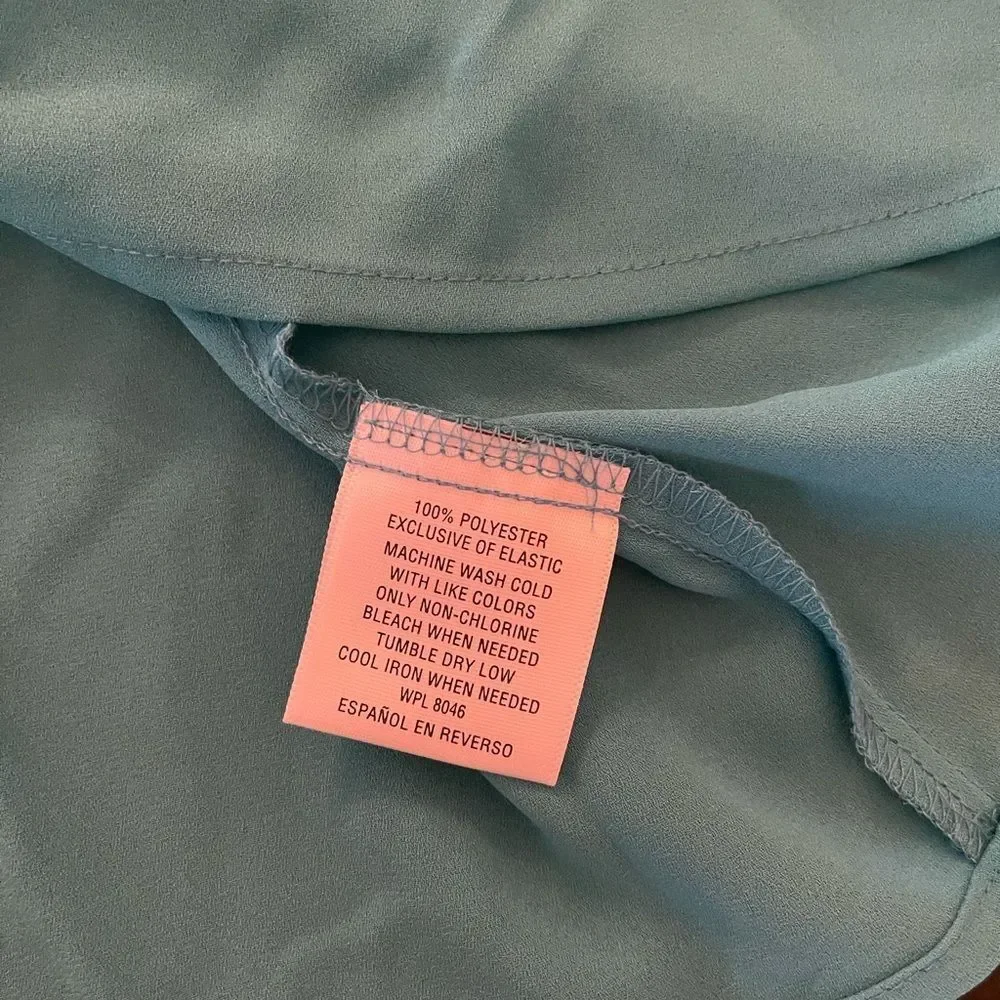 100% POLYESTER
EXCLUSIVE OF ELASTIC
MACHINE WASH COLD
WITH LIKE COLORS
ONLY NON-CHLORINE
BLEACH WHEN NEEDED
TUMBLE DRY LOW
COOL IRON WHEN NEEDED
WPL 8046
ESPAÑOL EN REVERSO